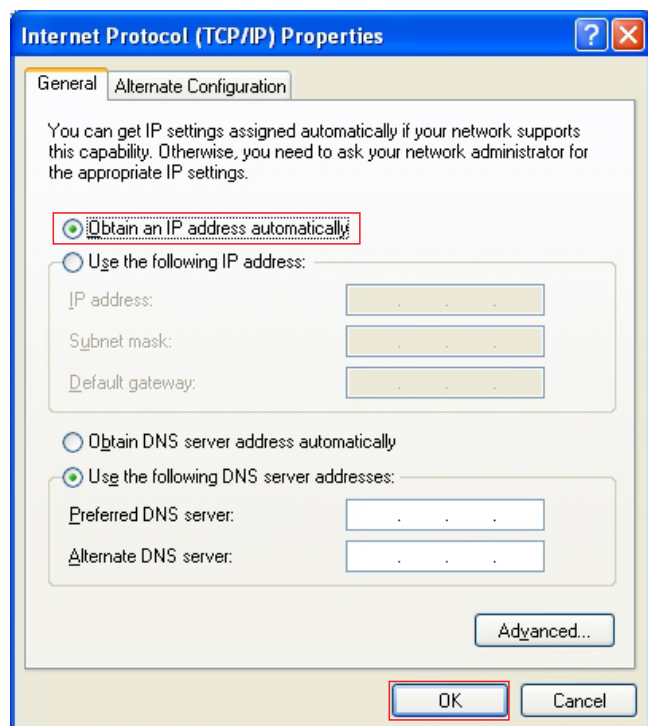 Internet Protocol (TCP/IP) Properties
General
Alternate Configuration
You can get IP settings assigned automatically if your network supports
this capability. Otherwise, you need to ask your network administrator for
the appropriate IP settings.
Obtain an IP address automatically
Use the following IP address:
IP address:
Subnet mask:
Default gateway:
Obtain DNS server address automatically
Use the following DNS server addresses:
Preferred DNS server:
Alternate DNS server:
Advanced...
OK
Cancel